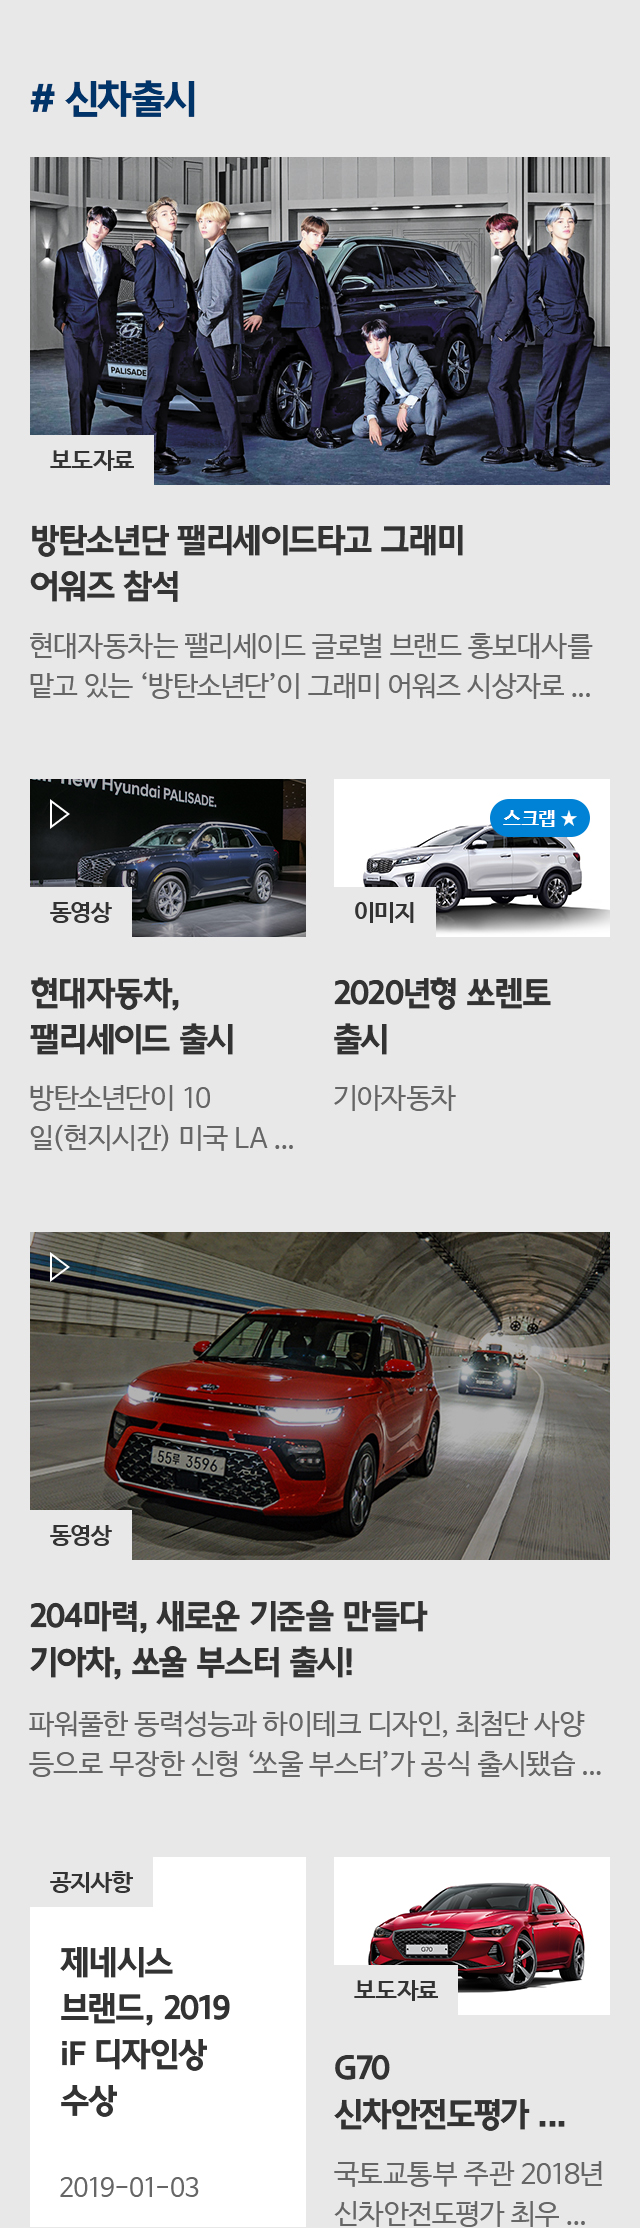 # 신차출시
PALISADE
보도자료
방탄소년단 팰리세이드타고 그래미
어워즈 참석
현대자동차는 팰리세이드 글로벌 브랜드 홍보대사를
맡고 있는 ‘방탄소년단’이 그래미 어워즈 시상자로 ...
new Hyundai PALISADE.
동영상
스크랩 ★
이미지
현대자동차,
팰리세이드 출시
방탄소년단이 10
일(현지시간) 미국 LA ...
2020년형 쏘렌토
출시
기아자동차
55루 3596
동영상
204마력, 새로운 기준을 만들다
기아차, 쏘울 부스터 출시!
파워풀한 동력성능과 하이테크 디자인, 최첨단 사양
등으로 무장한 신형 ‘쏘울 부스터’가 공식 출시됐습 ...
공지사항
제네시스
브랜드, 2019
iF 디자인상
수상
2019-01-03
G70
보도자료
G70
신차안전도평가 ...
국토교통부 주관 2018년
신차안전도평가 최우 ...